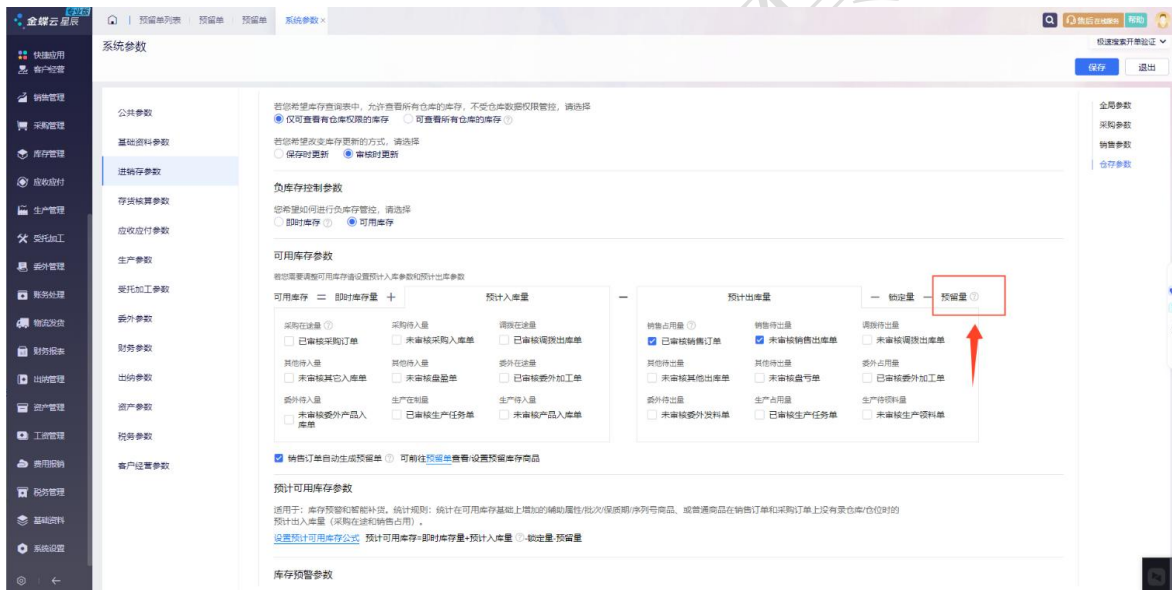 金蝶云 星辰
专业版
预留单列表
预留单
预留单
系统参数 ×
售后在线服务
帮助
系统参数
极速搜索开单验证
保存
退出
快捷应用
客户经营
销售管理
采购管理
库存管理
应收应付
生产管理
受托加工
委外管理
账务处理
物流发货
财务报表
出纳管理
资产管理
工资管理
费用报销
税务管理
基础资料
系统设置
公共参数
基础资料参数
进销存参数
存货核算参数
应收应付参数
生产参数
受托加工参数
委外参数
财务参数
出纳参数
资产参数
税务参数
客户经营参数
若您希望库存查询表中，允许查看所有仓库的库存，不受仓库数据权限管控，请选择
仅可查看有仓库权限的库存 可查看所有仓库的库存
若您希望改变库存更新的方式，请选择
保存时更新 审核时更新
负库存控制参数
您希望如何进行负库存管控，请选择
即时库存 可用库存
可用库存参数
若您需要调整可用库存请设置预计入库参数和预计出库参数
可用库存 = 即时库存量 + 预计入库量 — 预计出库量 — 锁定量 — 预留量
采购在途量 采购待入量 调拨在途量 销售占用量 销售待出量 调拨待出量
已审核采购订单 未审核采购入库单 已审核调拨出库单 已审核销售订单 未审核销售出库单 未审核调拨出库单
其他待入量 其他待入量 委外在途量 其他待出量 其他待出量 委外占用量
未审核其它入库单 未审核盘盈单 已审核委外加工单 未审核其他出库单 未审核盘亏单 已审核委外加工单
委外待入量 生产在制量 生产待入量 委外待出量 生产占用量 生产待领料量
未审核委外产品入库单 已审核生产任务单 未审核产品入库单 未审核委外发料单 已审核生产任务单 未审核生产领料单
销售订单自动生成预留单 可前往预留单查看/设置预留库存商品
预计可用库存参数
适用于：库存预警和智能补货。统计规则：统计在可用库存基础上增加的辅助属性/批次/保质期/序列号商品，或普通商品在销售订单和采购订单上没有录仓库/仓位时的
预计出入库量（采购在途和销售占用）。
设置预计可用库存公式 预计可用库存=即时库存量+预计入库量 -锁定量-预留量
库存预警参数
全局参数
采购参数
销售参数
仓存参数